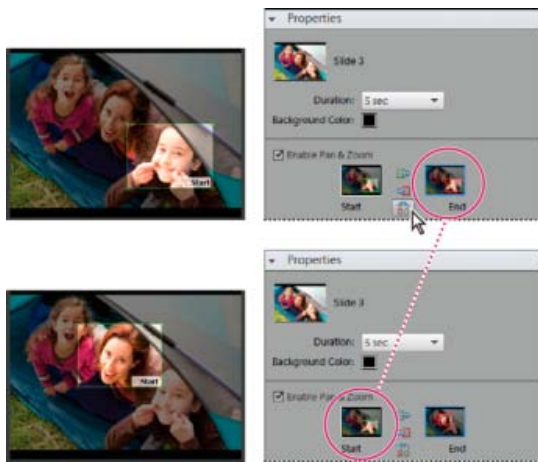 Properties
Slide 3
Duration: 5 sec
Background Color:
Enable Pan & Zoom
Start
Start End
Properties
Slide 3
Duration: 5 sec
Background Color:
Enable Pan & Zoom
Start
Start End